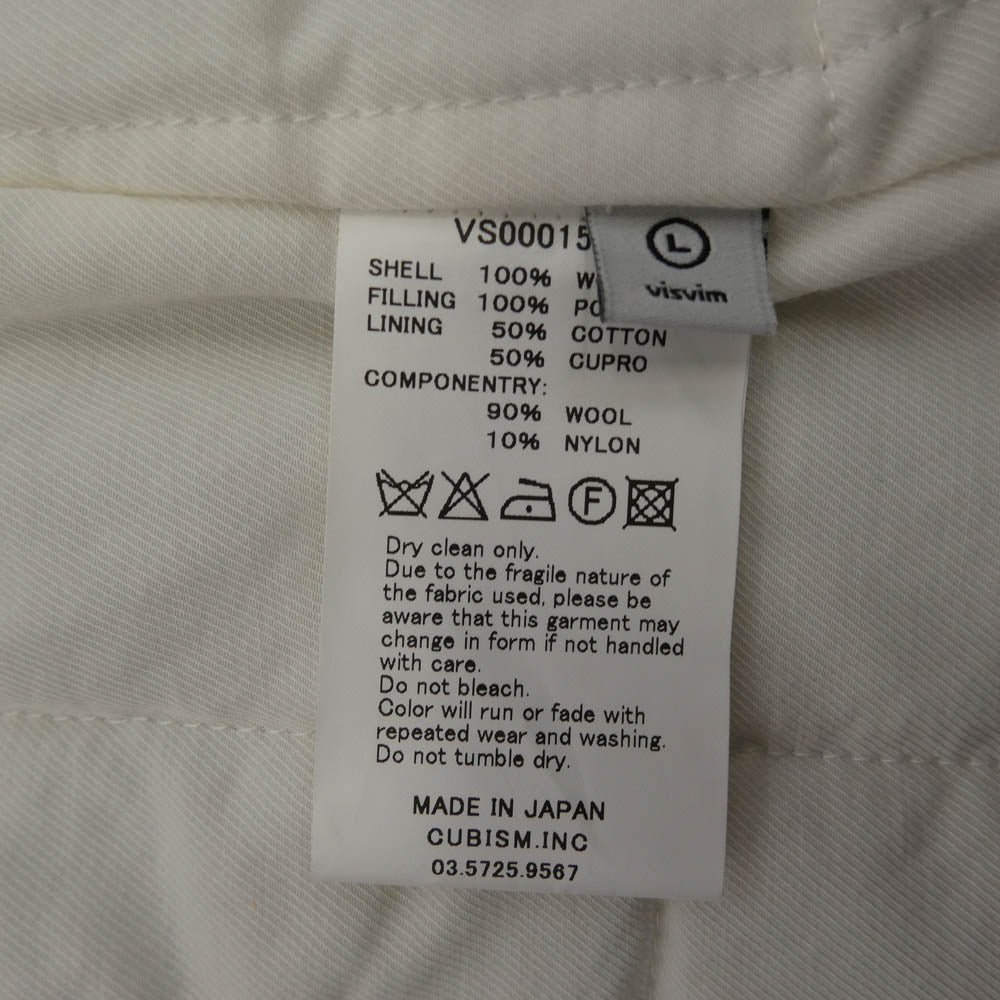 VS00015
L
visvim
SHELL 100%
FILLING 100%
LINING 50% COTTON
50% CUPRO
COMPONENTRY:
90% WOOL
10% NYLON
F
Dry clean only.
Due to the fragile nature of
the fabric used, please be
aware that this garment may
change in form if not handled
with care.
Do not bleach.
Color will run or fade with
repeated wear and washing.
Do not tumble dry.
MADE IN JAPAN
CUBISM.INC
03.5725.9567